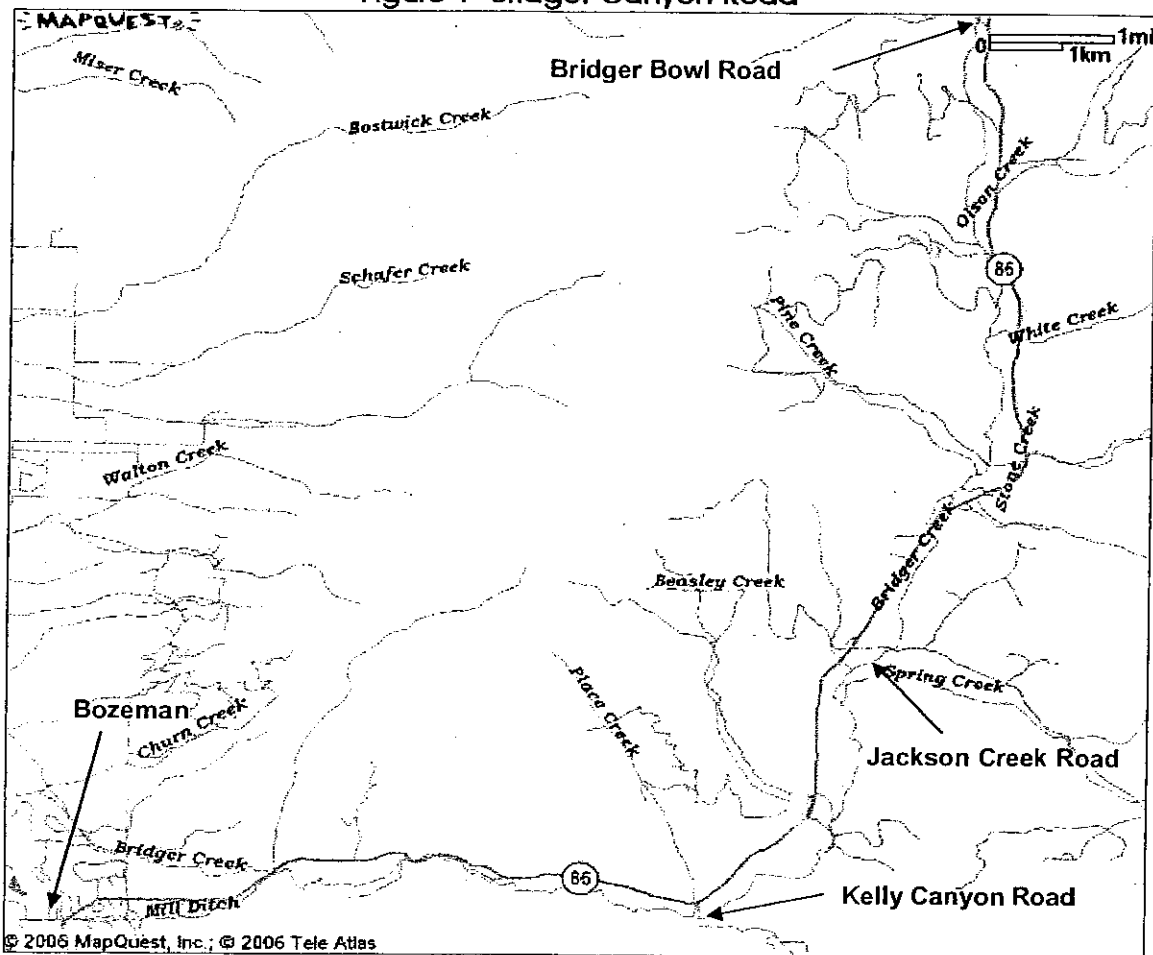 MAPQUEST
0
1mi
1km
Bridger Bowl Road
Miser Creek
Bostwick Creek
Olson Creek
Schafer Creek
86
Pine Creek
White Creek
Walton Creek
Stone Creek
Bridger Creek
Beasley Creek
Place Creek
Spring Creek
Bozeman
Churn Creek
Jackson Creek Road
Bridger Creek
86
Mill Ditch
Kelly Canyon Road
© 2006 MapQuest, Inc.; © 2006 Tele Atlas